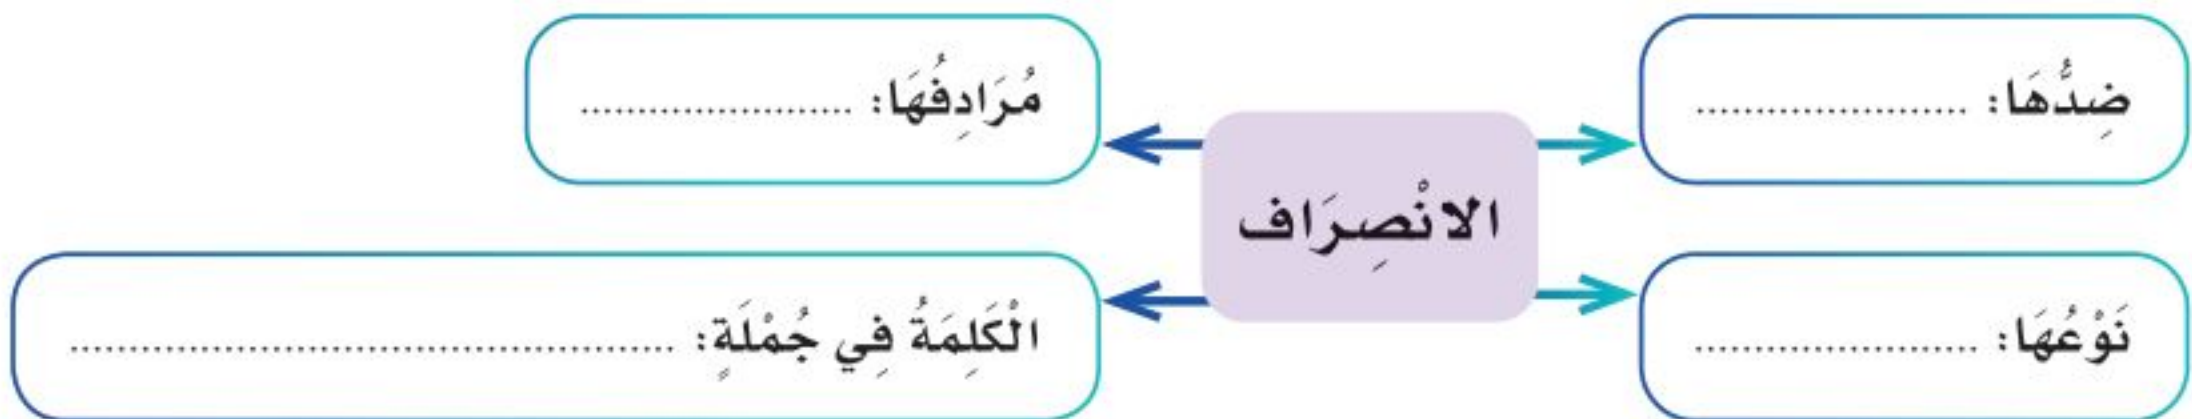 ضِدُّهَا: ......................
مُرَادِفُهَا: ......................
الانْصِرَاف
نَوْعُهَا: ......................
الْكَلِمَةُ فِي جُمْلَةٍ: ..................................................